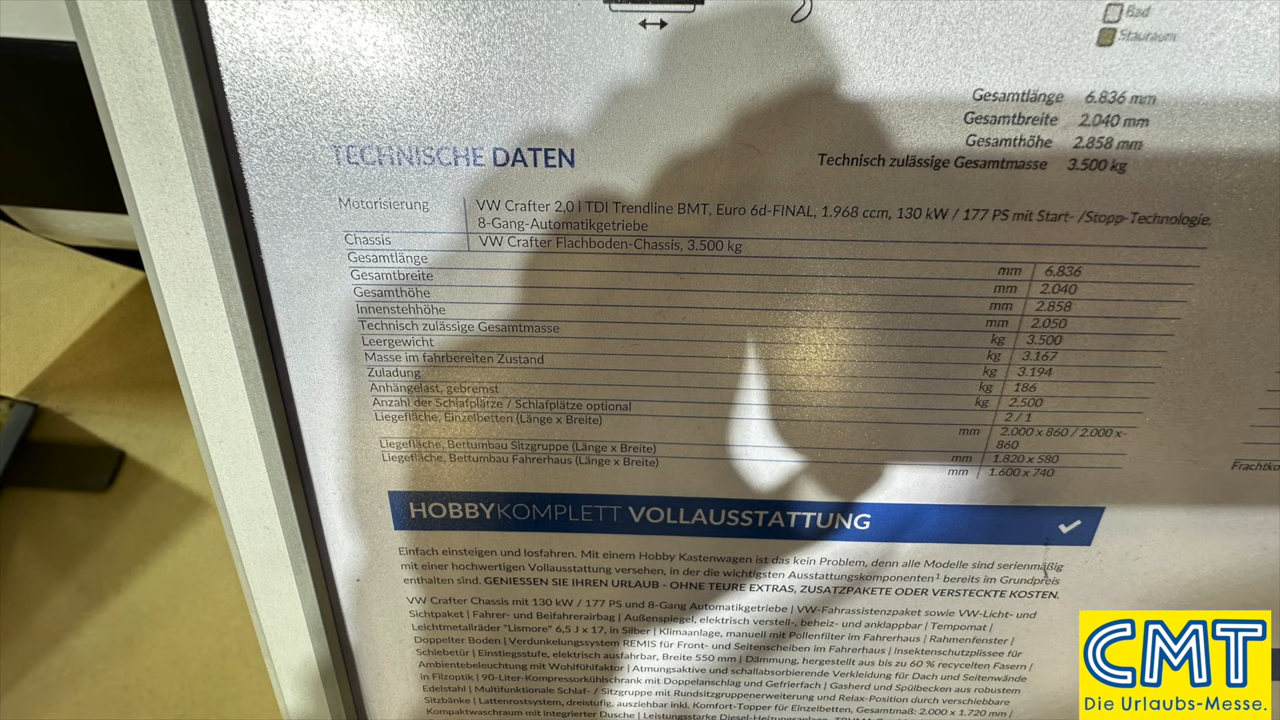 Bad
Stauraum
Gesamtlänge 6.836 mm
Gesamtbreite 2.040 mm
Gesamthöhe 2.858 mm
Technisch zulässige Gesamtmasse 3.500 kg
TECHNISCHE DATEN
Motorisierung VW Crafter 2,0 l TDI Trendline BMT, Euro 6d-FINAL, 1.968 ccm, 130 kW / 177 PS mit Start- /Stopp-Technologie,
8-Gang-Automatikgetriebe
Chassis VW Crafter Flachboden-Chassis, 3.500 kg
Gesamtlänge mm 6.836
Gesamtbreite mm 2.040
Gesamthöhe mm 2.858
Innenstehhöhe mm 2.050
Technisch zulässige Gesamtmasse kg 3.500
Leergewicht kg 3.167
Masse im fahrbereiten Zustand kg 3.194
Zuladung kg 186
Anhängelast, gebremst kg 2.500
Anzahl der Schlafplätze / Schlafplätze optional 2 / 1
Liegefläche, Einzelbetten (Länge x Breite) mm 2.000 x 860 / 2.000 x
860
Liegefläche, Bettumbau Sitzgruppe (Länge x Breite) mm 1.820 x 580
Liegefläche, Bettumbau Fahrerhaus (Länge x Breite) mm 1.600 x 740
Frachtko
HOBBYKOMPLETT VOLLAUSSTATTUNG
Einfach einsteigen und losfahren. Mit einem Hobby Kastenwagen ist das kein Problem, denn alle Modelle sind serienmäßig
mit einer hochwertigen Vollausstattung versehen, in der die wichtigsten Ausstattungskomponenten¹ bereits im Grundpreis
enthalten sind. GENIESSEN SIE IHREN URLAUB - OHNE TEURE EXTRAS, ZUSATZPAKETE ODER VERSTECKTE KOSTEN.
VW Crafter Chassis mit 130 kW / 177 PS und 8-Gang Automatikgetriebe | VW-Fahrassistenzpaket sowie VW-Licht- und
Sichtpaket | Fahrer- und Beifahrerairbag | Außenspiegel, elektrisch verstell-, beheiz- und anklappbar | Tempomat |
Leichtmetallräder "Lismore" 6,5 J x 17, in Silber | Klimaanlage, manuell mit Pollenfilter im Fahrerhaus | Rahmenfenster |
Doppelter Boden | Verdunkelungssystem REMIS für Front- und Seitenscheiben im Fahrerhaus | Insektenschutzplissee für
Schiebetür | Einstiegsstufe, elektrisch ausfahrbar, Breite 550 mm | Dämmung, hergestellt aus bis zu 60 % recycelten Fasern |
Ambientebeleuchtung mit Wohlfühlfaktor | Atmungsaktive und schallabsorbierende Verkleidung für Dach und Seitenwände
in Filzoptik | 90-Liter-Kompressorkühlschrank mit Doppelanschlag und Gefrierfach | Gasherd und Spülbecken aus robustem
Edelstahl | Multifunktionale Schlaf- / Sitzgruppe mit Rundsitzgruppenerweiterung und Relax-Position durch verschiebbare
Sitzbänke | Lattenrostsystem, dreistufig, ausziehbar inkl. Komfort-Topper für Einzelbetten, Gesamtmaß: 2.000 x 1.720 mm |
Kompaktwaschraum mit integrierter Dusche | Leistungsstarke Diesel-Heizungsanlage
CMT
Die Urlaubs-Messe.